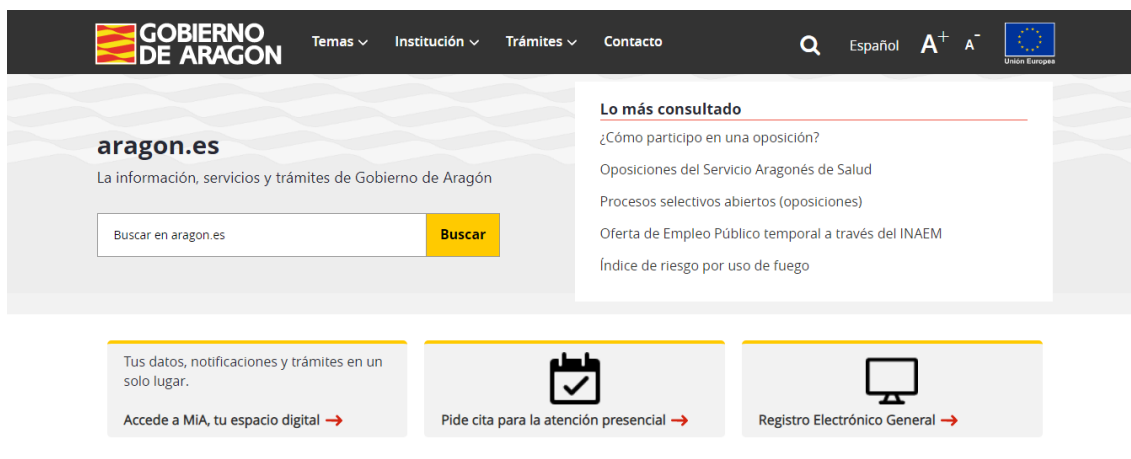 GOBIERNO
DE ARAGON
Temas
Institución
Trámites
Contacto
Español
A+
A-
Unión Europea
aragon.es
La información, servicios y trámites de Gobierno de Aragón
Buscar en aragon.es
Buscar
Lo más consultado
¿Cómo participo en una oposición?
Oposiciones del Servicio Aragonés de Salud
Procesos selectivos abiertos (oposiciones)
Oferta de Empleo Público temporal a través del INAEM
Índice de riesgo por uso de fuego
Tus datos, notificaciones y trámites en un
solo lugar.
Accede a MiA, tu espacio digital
Pide cita para la atención presencial
Registro Electrónico General